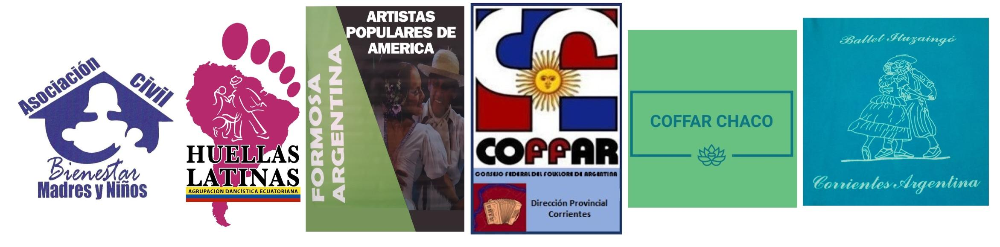 Asociación Civil
Bienestar
Madres y Niños
HUELLAS
LATINAS
AGRUPACIÓN DANCÍSTICA ECUATORIANA
FORMOSA
ARGENTINA
ARTISTAS
POPULARES DE
AMERICA
COFFAR
CONSEJO FEDERAL DEL FOLKLORE DE ARGENTINA
Dirección Provincial
Corrientes
COFFAR CHACO
Ballet Ituzaingó
Corrientes Argentina